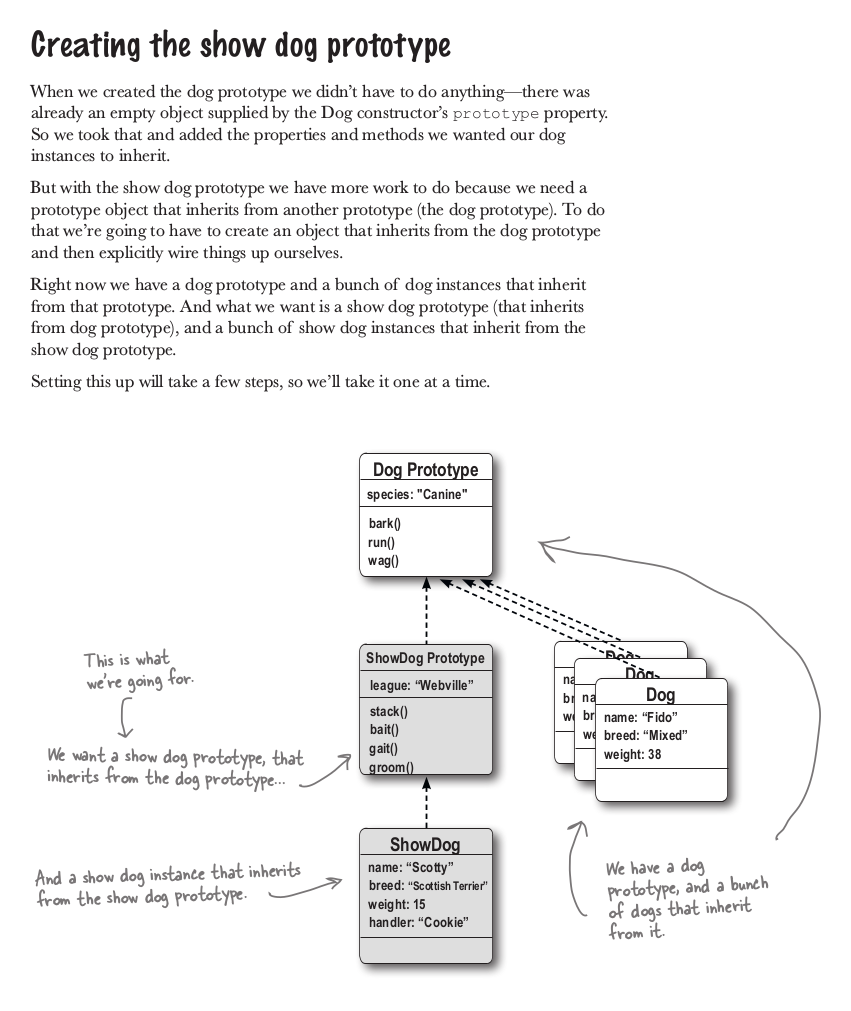 Creating the show dog prototype
When we created the dog prototype we didn't have to do anything—there was
already an empty object supplied by the Dog constructor's prototype property.
So we took that and added the properties and methods we wanted our dog
instances to inherit.
But with the show dog prototype we have more work to do because we need a
prototype object that inherits from another prototype (the dog prototype). To do
that we're going to have to create an object that inherits from the dog prototype
and then explicitly wire things up ourselves.
Right now we have a dog prototype and a bunch of dog instances that inherit
from that prototype. And what we want is a show dog prototype (that inherits
from dog prototype), and a bunch of show dog instances that inherit from the
show dog prototype.
Setting this up will take a few steps, so we'll take it one at a time.
Dog Prototype
species: "Canine"
bark()
run()
wag()
This is what
we're going for.
We want a show dog prototype, that
inherits from the dog prototype...
ShowDog Prototype
league: “Webville”
stack()
bait()
gait()
groom()
Dog
Dog
Dog
name: “Fido”
breed: “Mixed”
weight: 38
And a show dog instance that inherits
from the show dog prototype.
ShowDog
name: “Scotty”
breed: “Scottish Terrier”
weight: 15
handler: “Cookie”
We have a dog
prototype, and a bunch
of dogs that inherit
from it.